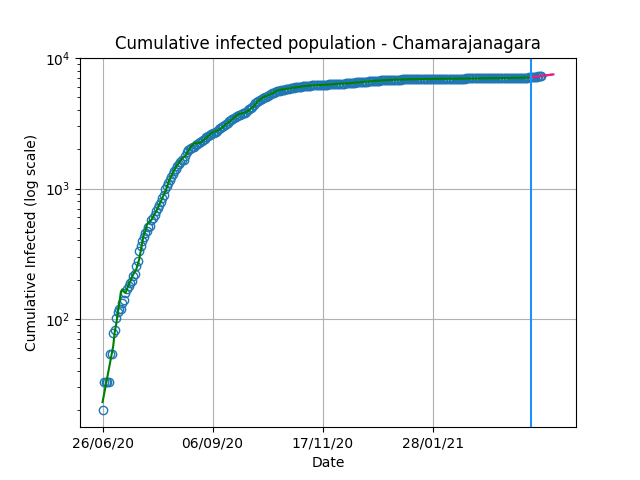 Cumulative infected population - Chamarajanagara
10^4
10^3
10^2
Cumulative Infected (log scale)
26/06/20 06/09/20 17/11/20 28/01/21
Date